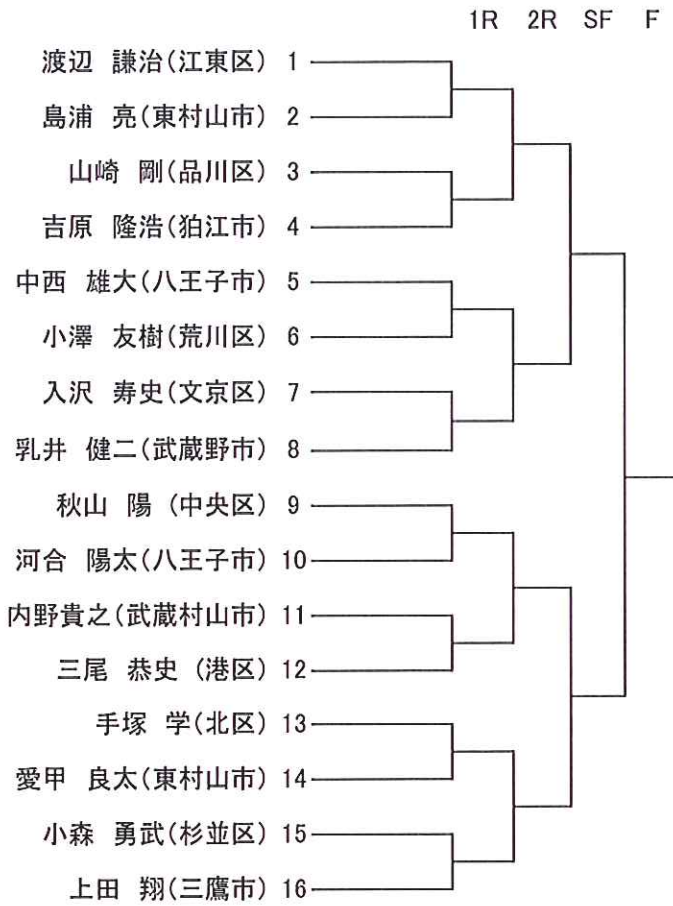 1R 2R SF F
渡辺 謙治(江東区) 1
島浦 亮(東村山市) 2
山崎 剛(品川区) 3
吉原 隆浩(狛江市) 4
中西 雄大(八王子市) 5
小澤 友樹(荒川区) 6
入沢 寿史(文京区) 7
乳井 健二(武蔵野市) 8
秋山 陽 (中央区) 9
河合 陽太(八王子市) 10
内野貴之(武蔵村山市) 11
三尾 恭史 (港区) 12
手塚 学(北区) 13
愛甲 良太(東村山市) 14
小森 勇武(杉並区) 15
上田 翔(三鷹市) 16